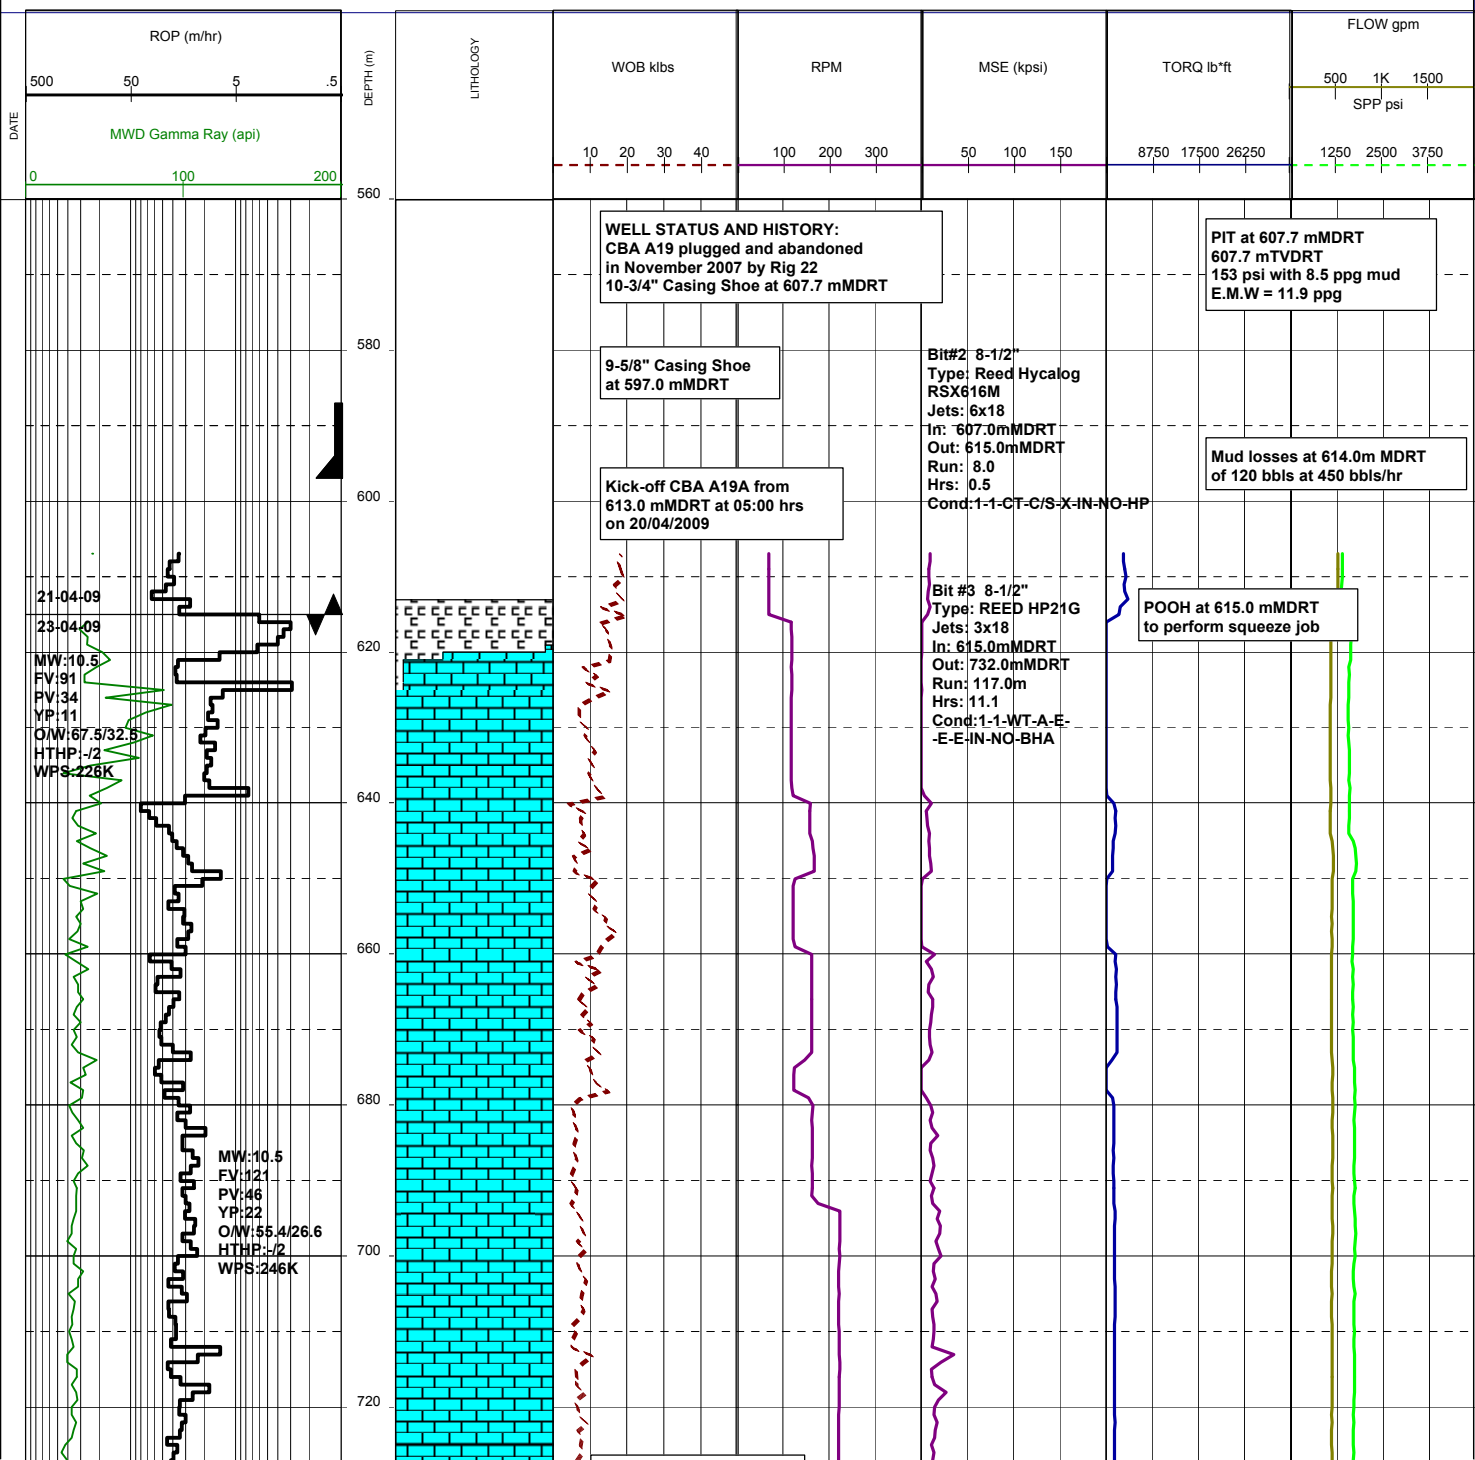 DATE
ROP (m/hr)
500 50 5 .5
MWD Gamma Ray (api)
0 100 200
DEPTH (m)
LITHOLOGY
WOB klbs
10 20 30 40
RPM
100 200 300
MSE (kpsi)
50 100 150
TORQ lb*ft
8750 17500 26250
FLOW gpm
500 1K 1500
SPP psi
1250 2500 3750
560
580
600
620
640
660
680
700
720
WELL STATUS AND HISTORY:
CBA A19 plugged and abandoned
in November 2007 by Rig 22
10-3/4" Casing Shoe at 607.7 mMDRT
PIT at 607.7 mMDRT
607.7 mTVDRT
153 psi with 8.5 ppg mud
E.M.W = 11.9 ppg
9-5/8" Casing Shoe
at 597.0 mMDRT
Bit#2 8-1/2"
Type: Reed Hycalog
RSX616M
Jets: 6x18
In: 607.0mMDRT
Out: 615.0mMDRT
Run: 8.0
Hrs: 0.5
Cond:1-1-CT-C/S-X-IN-NO-HP
Mud losses at 614.0m MDRT
of 120 bbls at 450 bbls/hr
Kick-off CBA A19A from
613.0 mMDRT at 05:00 hrs
on 20/04/2009
21-04-09
23-04-09
Bit #3 8-1/2"
Type: REED HP21G
Jets: 3x18
In: 615.0mMDRT
Out: 732.0mMDRT
Run: 117.0m
Hrs: 11.1
Cond:1-1-WT-A-E-
-E-E-IN-NO-BHA
POOH at 615.0 mMDRT
to perform squeeze job
MW:10.5
FV:91
PV:34
YP:11
O/W:67.5/32.5
HTHP:-/2
WPS:226K
MW:10.5
FV:121
PV:46
YP:22
O/W:55.4/26.6
HTHP:-/2
WPS:246K